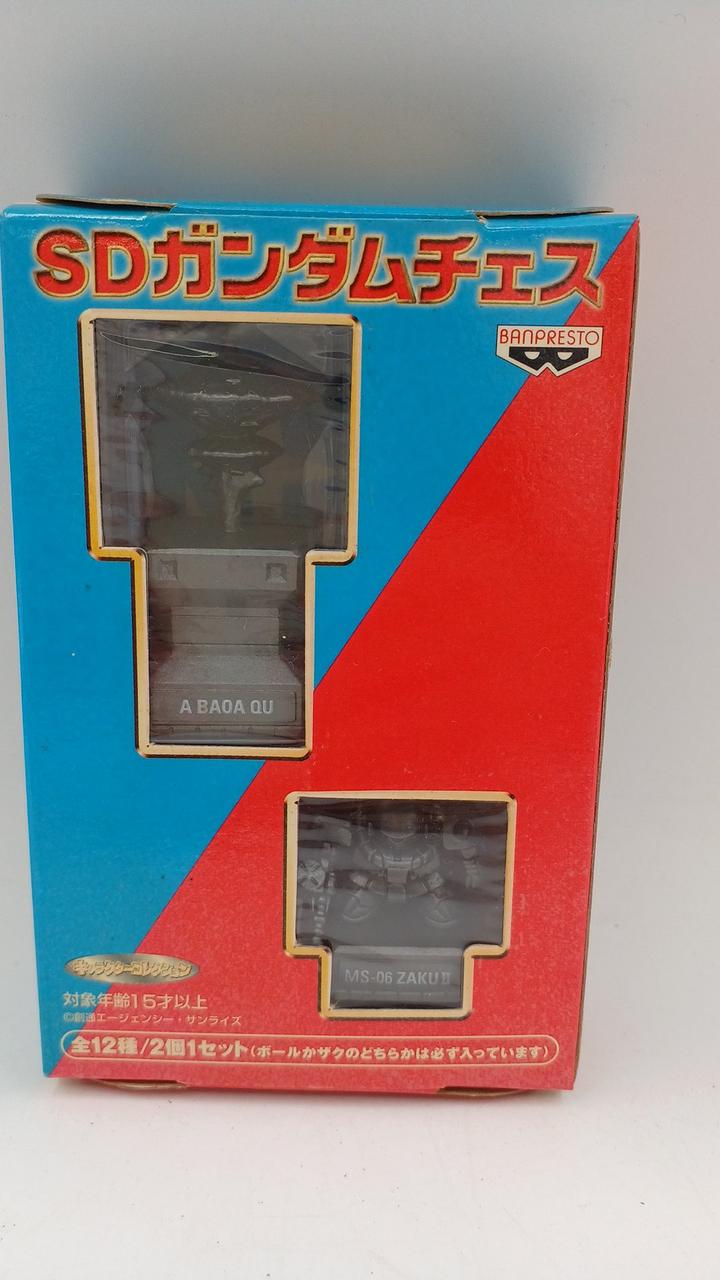 SDガンダムチェス
BANPRESTO
A BAOA QU
MS-06 ZAKU II
キャラクターコレクション
対象年齢15才以上
©創通エージェンシー・サンライズ
全12種/2個1セット(ボールかザクのどちらかは必ず入っています)